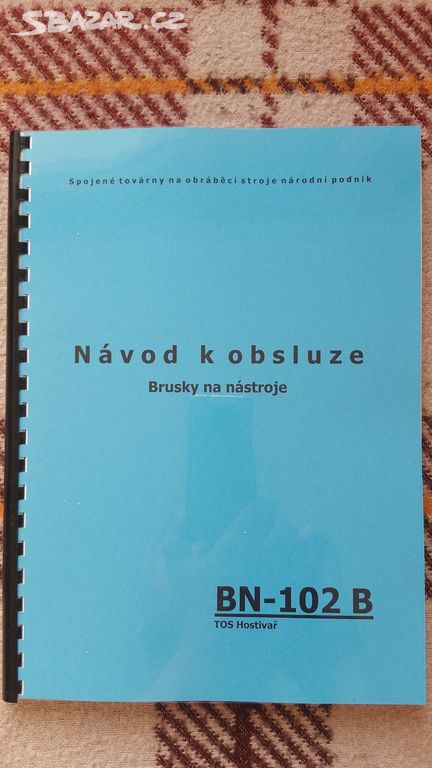 SBAZAR.CZ
Spojené továrny na obráběcí stroje národní podnik
Návod k obsluze
Brusky na nástroje
BN-102 B
TOS Hostivař